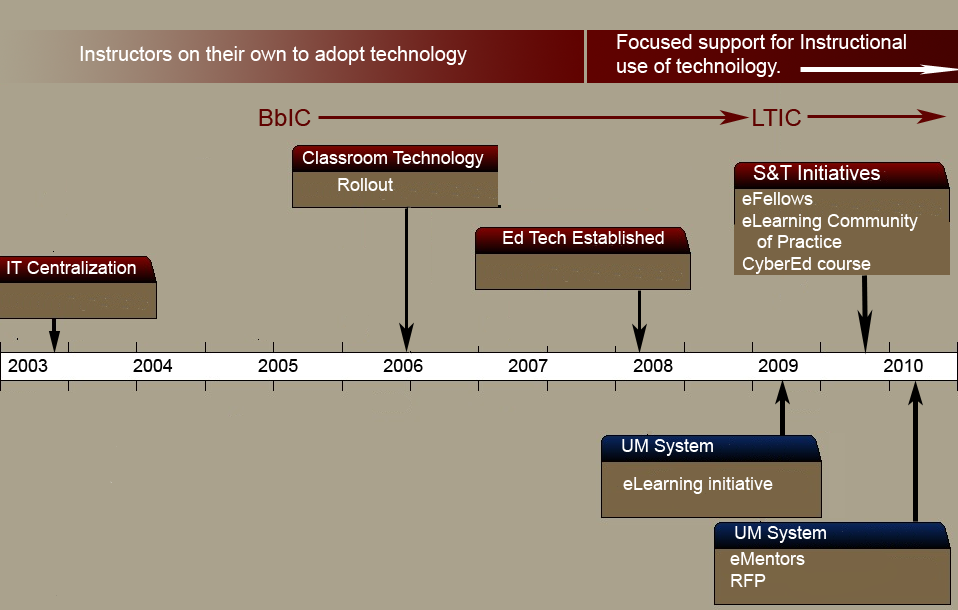 Instructors on their own to adopt technology
Focused support for Instructional
use of technoilogy.
BbIC
LTIC
Classroom Technology
Rollout
S&T Initiatives
eFellows
eLearning Community
of Practice
CyberEd course
Ed Tech Established
IT Centralization
2003 2004 2005 2006 2007 2008 2009 2010
UM System
eLearning initiative
UM System
eMentors
RFP